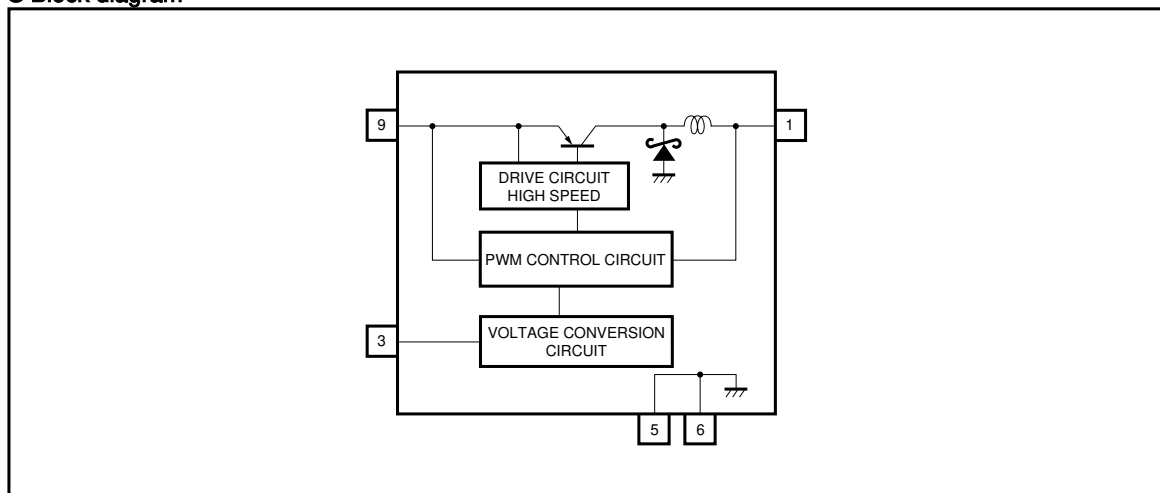 Block diagram
9
1
DRIVE CIRCUIT
HIGH SPEED
PWM CONTROL CIRCUIT
3
VOLTAGE CONVERSION
CIRCUIT
5 6